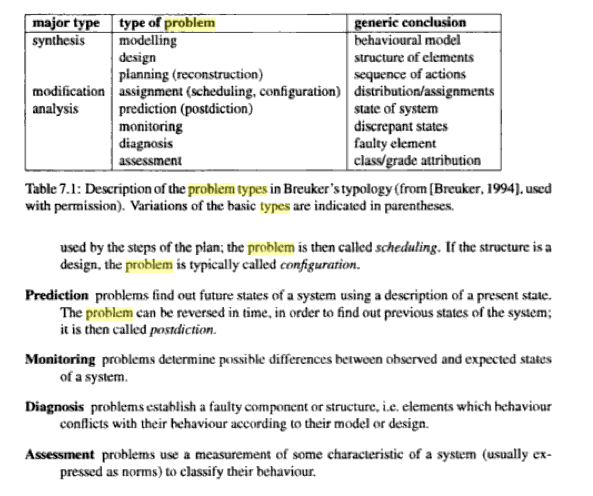 major type type of problem generic conclusion
synthesis modelling behavioural model
design structure of elements
planning (reconstruction) sequence of actions
modification assignment (scheduling, configuration) distribution/assignments
analysis prediction (postdiction) state of system
monitoring discrepant states
diagnosis faulty element
assessment class/grade attribution
Table 7.1: Description of the problem types in Breuker's typology (from [Breuker, 1994], used
with permission). Variations of the basic types are indicated in parentheses.
used by the steps of the plan; the problem is then called scheduling. If the structure is a
design, the problem is typically called configuration.
Prediction problems find out future states of a system using a description of a present state.
The problem can be reversed in time, in order to find out previous states of the system;
it is then called postdiction.
Monitoring problems determine possible differences between observed and expected states
of a system.
Diagnosis problems establish a faulty component or structure, i.e. elements which behaviour
conflicts with their behaviour according to their model or design.
Assessment problems use a measurement of some characteristic of a system (usually ex-
pressed as norms) to classify their behaviour.